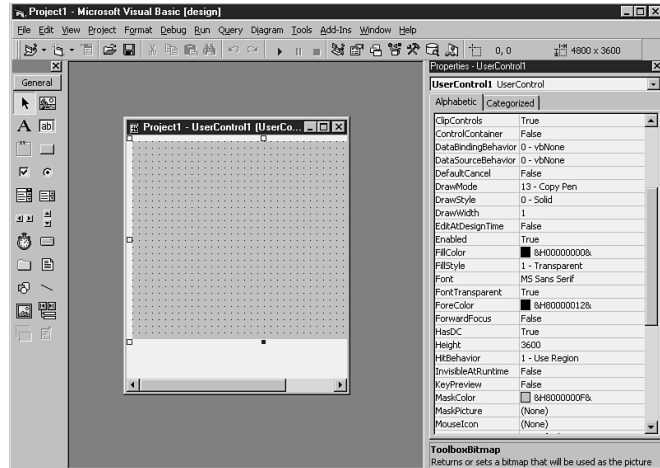 Project1 - Microsoft Visual Basic [design]
File Edit View Project Format Debug Run Query Diagram Tools Add-Ins Window Help
0, 0 4800 x 3600
General
A ab|
Project1 - UserControl1 (UserCo...
Properties - UserControl1
UserControl1 UserControl
Alphabetic Categorized
ClipControls True
ControlContainer False
DataBindingBehavior 0 - vbNone
DataSourceBehavior 0 - vbNone
DefaultCancel False
DrawMode 13 - Copy Pen
DrawStyle 0 - Solid
DrawWidth 1
EditAtDesignTime False
Enabled True
FillColor &H00000000&
FillStyle 1 - Transparent
Font MS Sans Serif
FontTransparent True
ForeColor &H80000012&
ForwardFocus False
HasDC True
Height 3600
HitBehavior 1 - Use Region
InvisibleAtRuntime False
KeyPreview False
MaskColor &H8000000F&
MaskPicture (None)
MouseIcon (None)
ToolboxBitmap
Returns or sets a bitmap that will be used as the picture